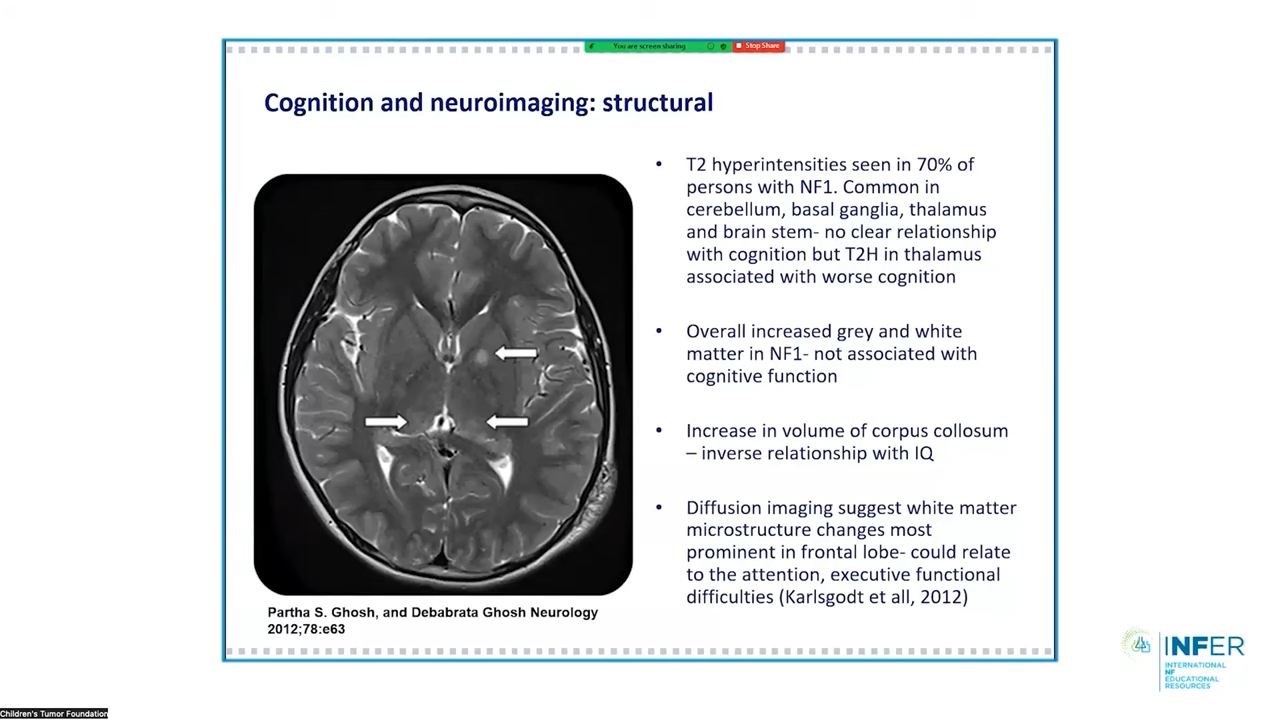 You are screen sharing
Stop Share
Cognition and neuroimaging: structural
• T2 hyperintensities seen in 70% of
persons with NF1. Common in
cerebellum, basal ganglia, thalamus
and brain stem- no clear relationship
with cognition but T2H in thalamus
associated with worse cognition
• Overall increased grey and white
matter in NF1- not associated with
cognitive function
• Increase in volume of corpus collosum
– inverse relationship with IQ
• Diffusion imaging suggest white matter
microstructure changes most
prominent in frontal lobe- could relate
to the attention, executive functional
difficulties (Karlsgodt et all, 2012)
Partha S. Ghosh, and Debabrata Ghosh Neurology
2012;78:e63
INFER
INTERNATIONAL
NF
EDUCATIONAL
RESOURCES
Children's Tumor Foundation